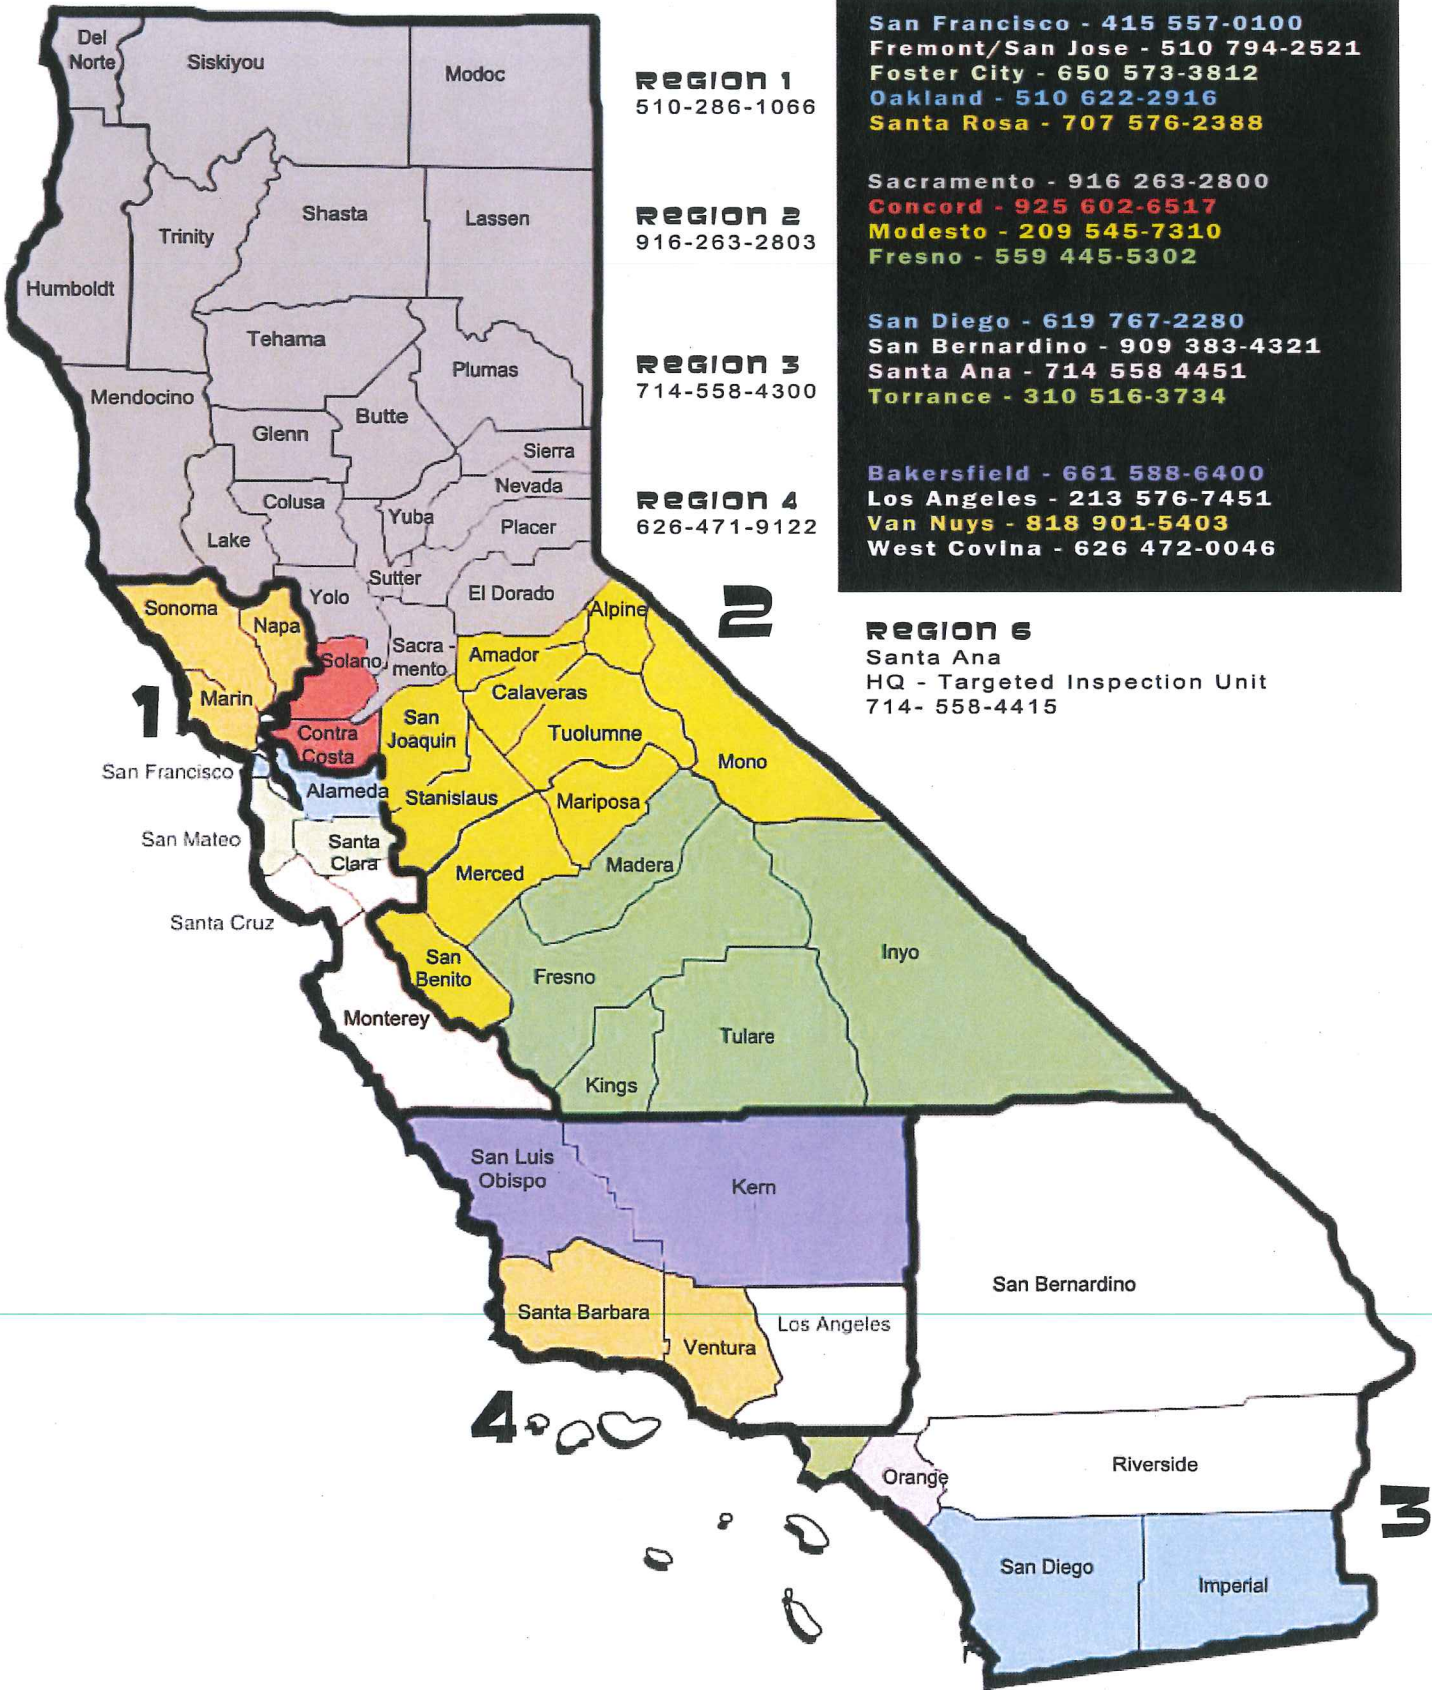 San Francisco - 415 557-0100
Fremont/San Jose - 510 794-2521
Foster City - 650 573-3812
Oakland - 510 622-2916
Santa Rosa - 707 576-2388
Sacramento - 916 263-2800
Concord - 925 602-6517
Modesto - 209 545-7310
Fresno - 559 445-5302
San Diego - 619 767-2280
San Bernardino - 909 383-4321
Santa Ana - 714 558 4451
Torrance - 310 516-3734
Bakersfield - 661 588-6400
Los Angeles - 213 576-7451
Van Nuys - 818 901-5403
West Covina - 626 472-0046
Region 1
510-286-1066
Region 2
916-263-2803
Region 3
714-558-4300
Region 4
626-471-9122
Region 6
Santa Ana
HQ - Targeted Inspection Unit
714- 558-4415
Del
Norte
Siskiyou
Modoc
Shasta
Lassen
Trinity
Humboldt
Tehama
Plumas
Mendocino
Butte
Glenn
Sierra
Nevada
Colusa
Yuba
Placer
Lake
Sutter
El Dorado
Yolo
Sonoma
Napa
Alpine
2
Sacra -
mento
Amador
Solano
Calaveras
Marin
1
San
Joaquin
Contra
Costa
Tuolumne
Mono
San Francisco
Alameda
Stanislaus
Mariposa
San Mateo
Santa
Clara
Madera
Merced
Santa Cruz
San
Benito
Fresno
Inyo
Monterey
Tulare
Kings
San Luis
Obispo
Kern
San Bernardino
Santa Barbara
Los Angeles
Ventura
4
Orange
Riverside
3
San Diego
Imperial